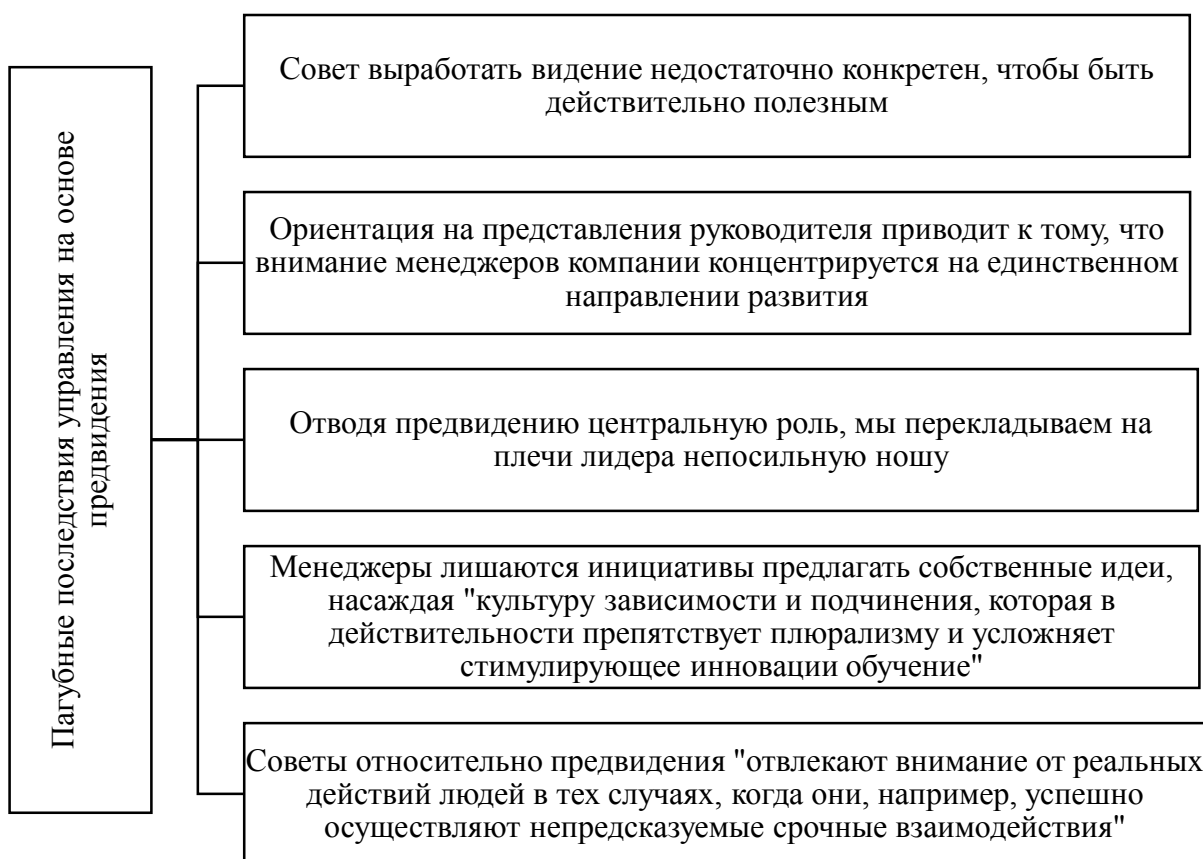 Пагубные последствия управления на основе
предвидения
Совет выработать видение недостаточно конкретен, чтобы быть
действительно полезным
Ориентация на представления руководителя приводит к тому, что
внимание менеджеров компании концентрируется на единственном
направлении развития
Отводя предвидению центральную роль, мы перекладываем на
плечи лидера непосильную ношу
Менеджеры лишаются инициативы предлагать собственные идеи,
насаждая "культуру зависимости и подчинения, которая в
действительности препятствует плюрализму и усложняет
стимулирующее инновации обучение"
Советы относительно предвидения "отвлекают внимание от реальных
действий людей в тех случаях, когда они, например, успешно
осуществляют непредсказуемые срочные взаимодействия"